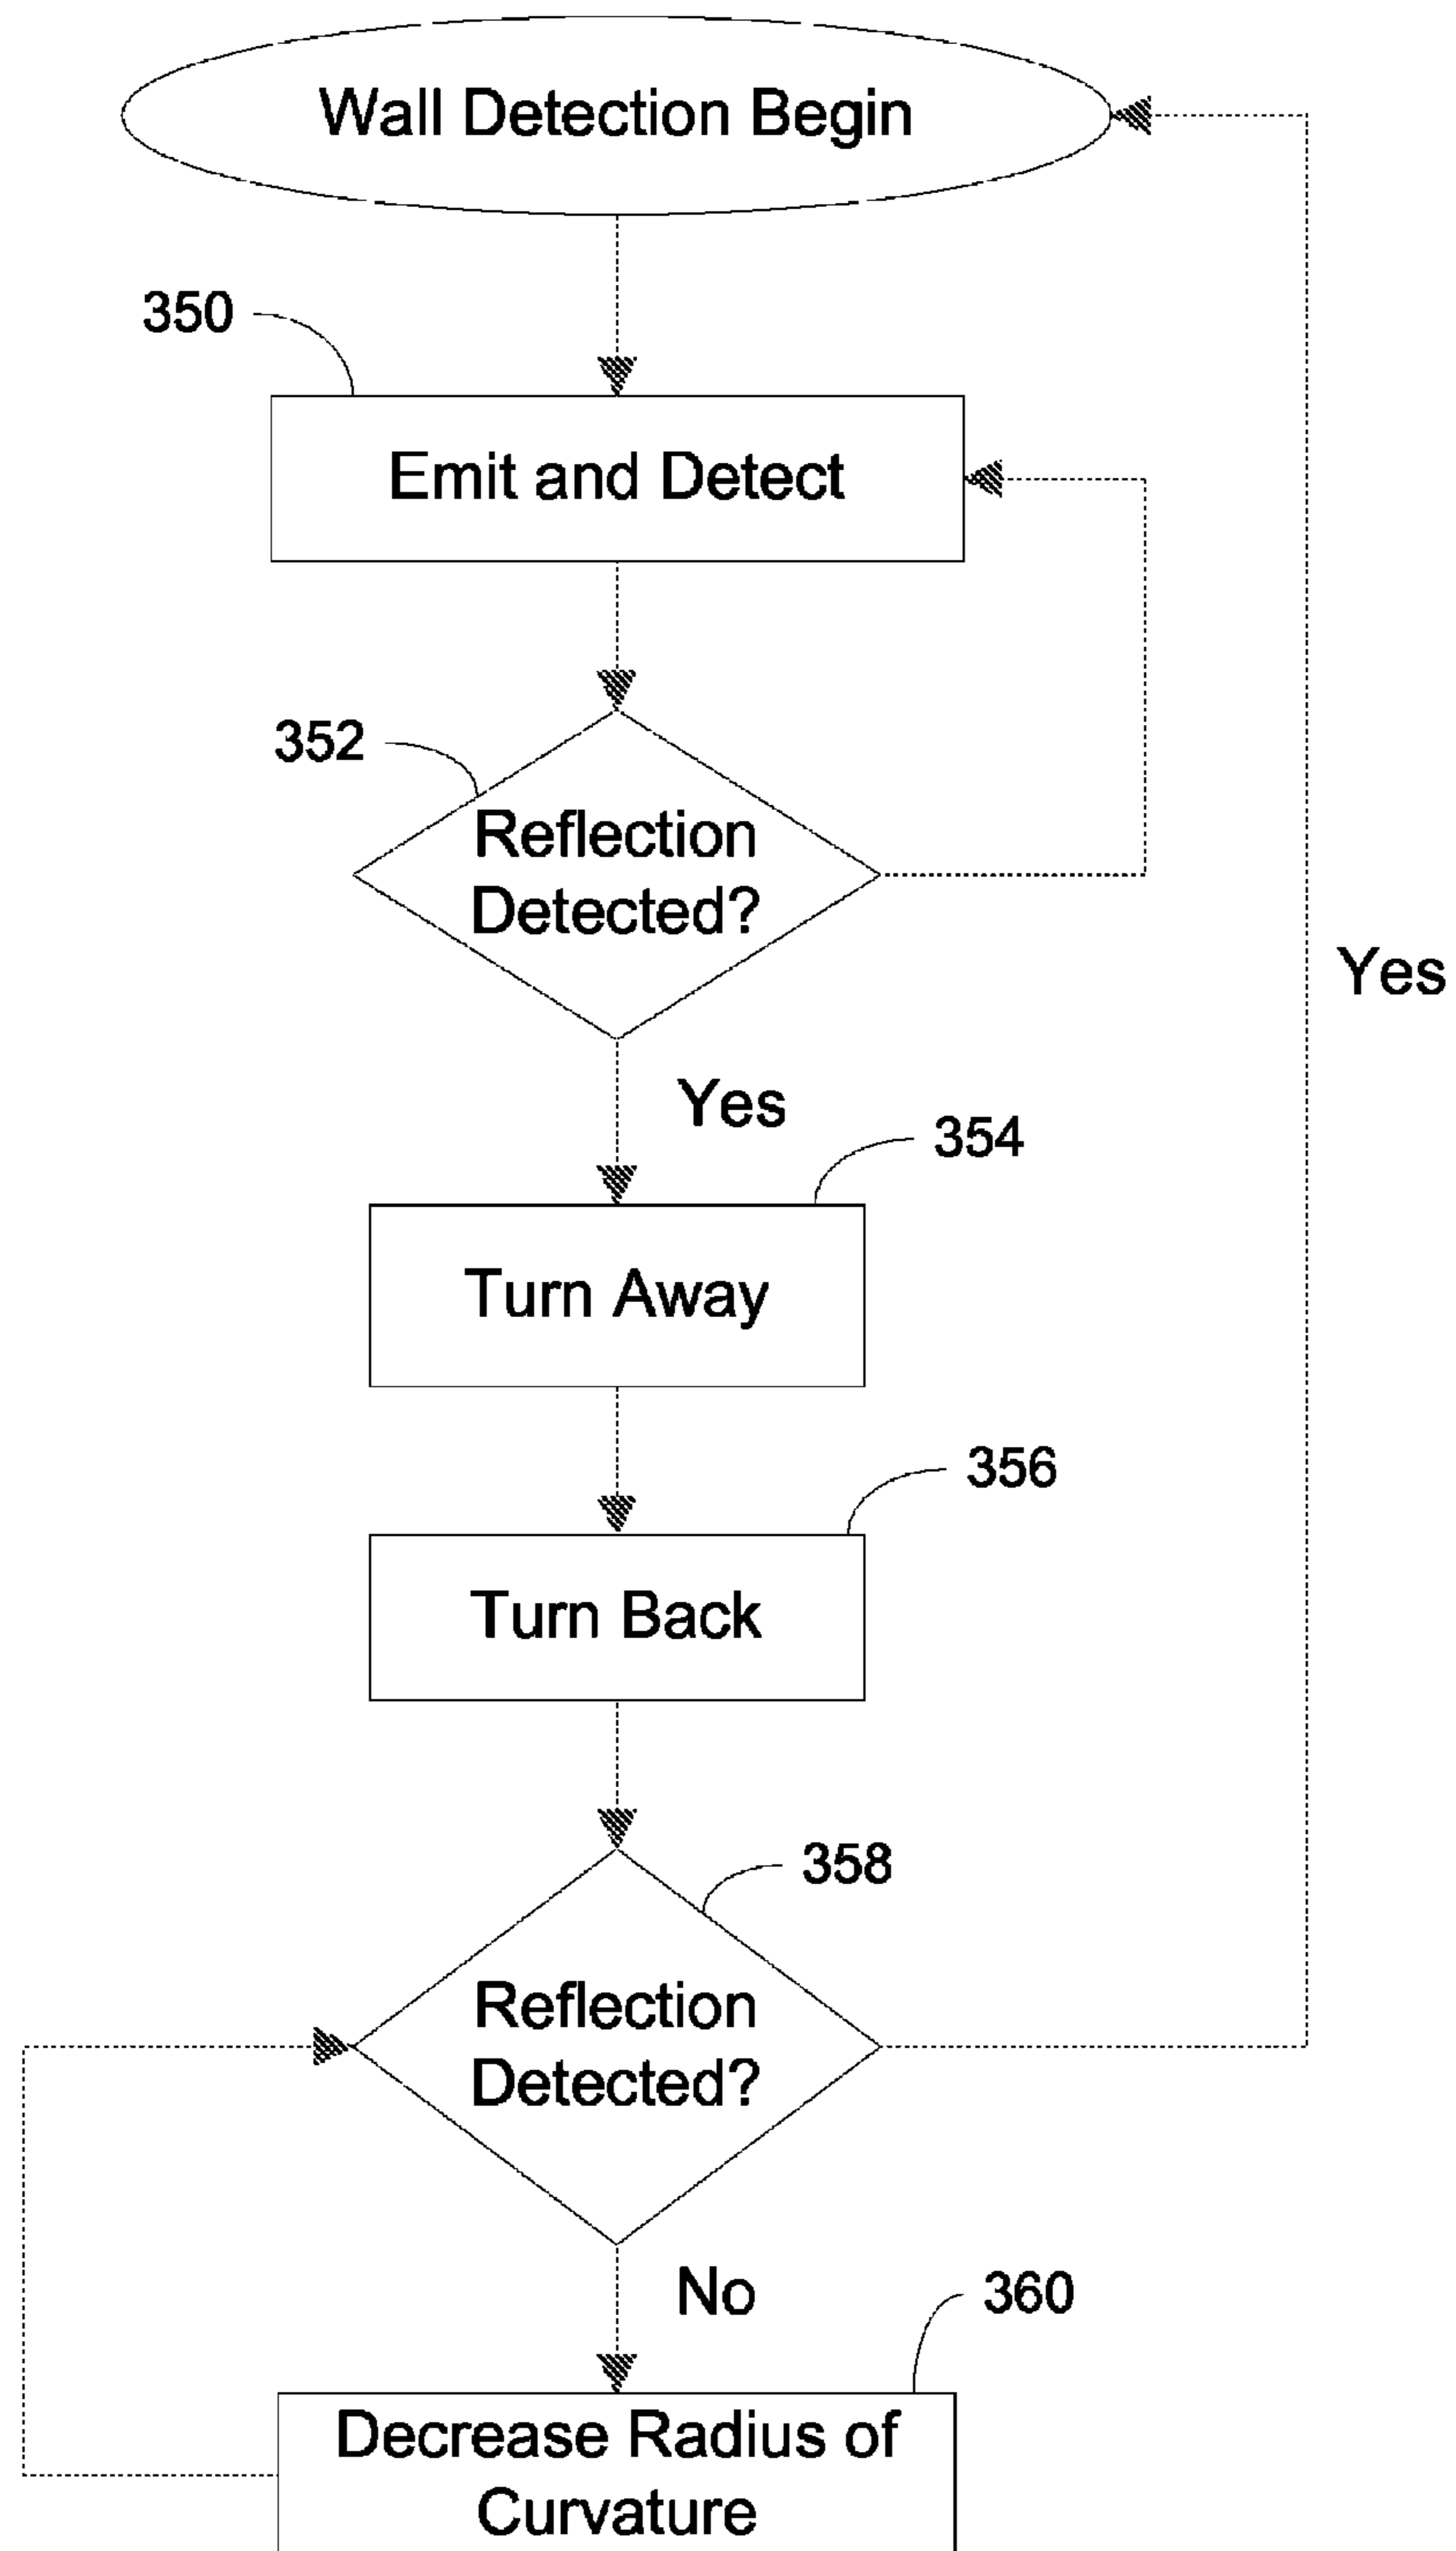 Wall Detection Begin
350
Emit and Detect
352
Reflection
Detected?
Yes
Yes
354
Turn Away
356
Turn Back
358
Reflection
Detected?
No
360
Decrease Radius of
Curvature